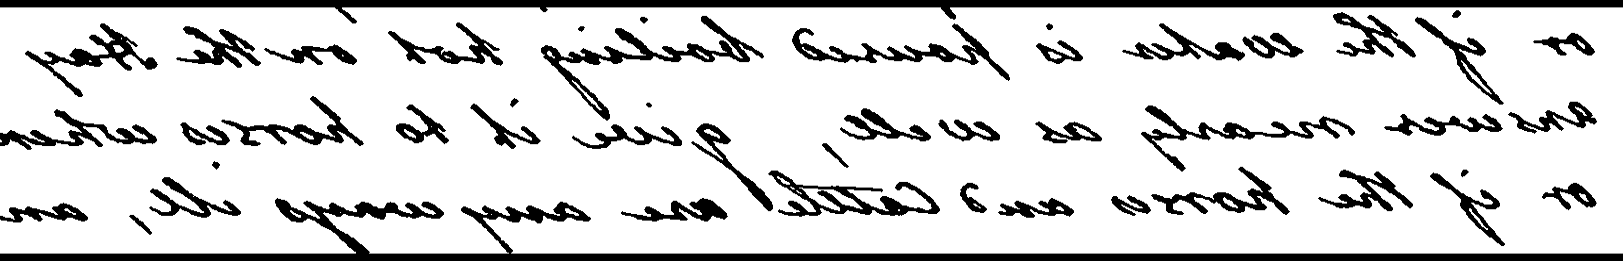 or if the water is poured boiling hot on the Hay
answer nearly as well, give it to horses when
or if the horses and Cattle are any ways ill, an